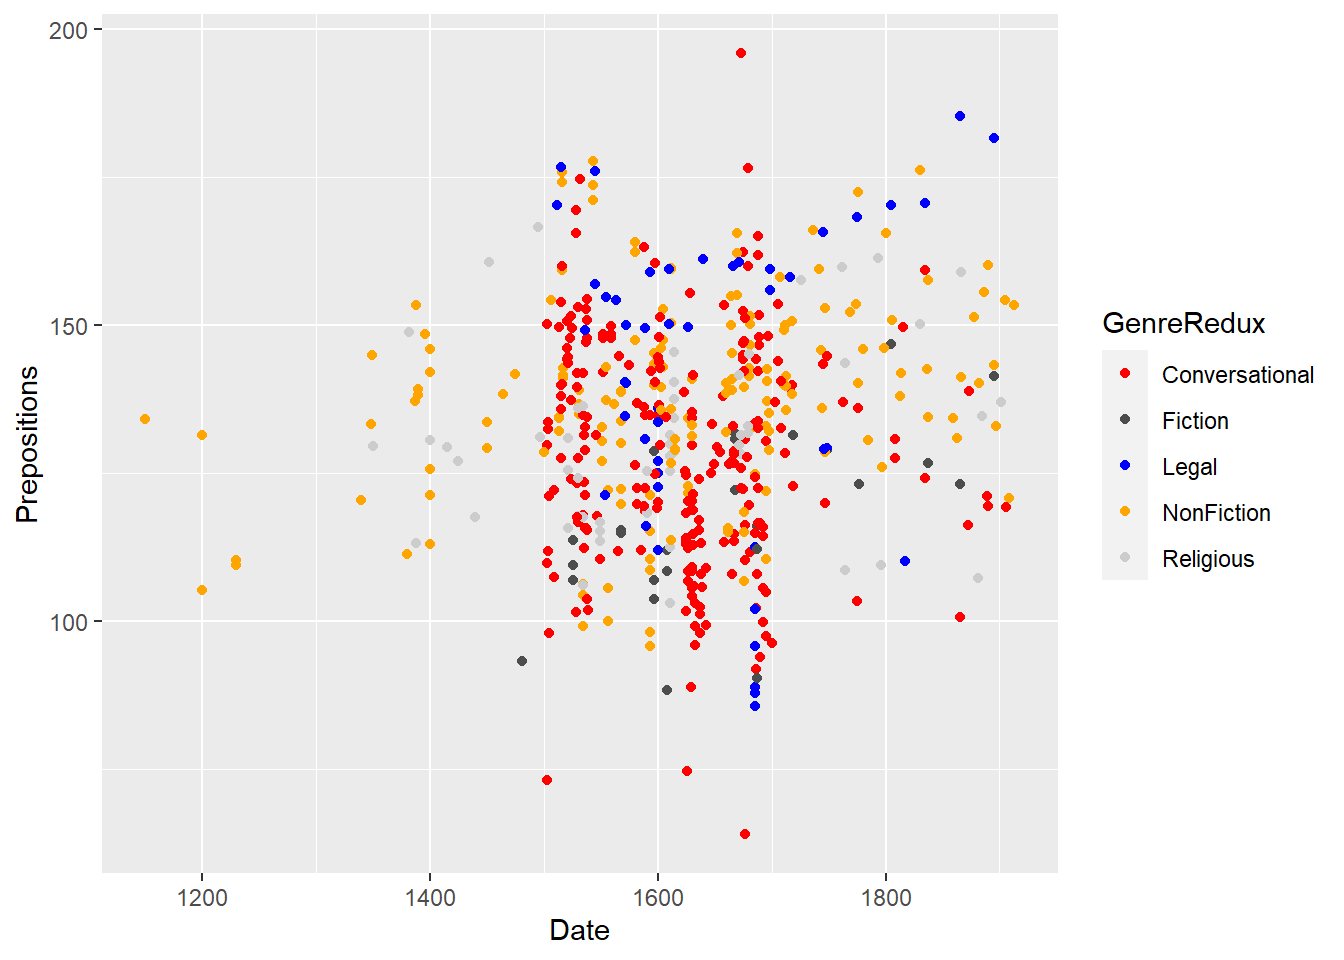 200
150
100
Prepositions
1200
1400
1600
1800
Date
GenreRedux
Conversational
Fiction
Legal
NonFiction
Religious